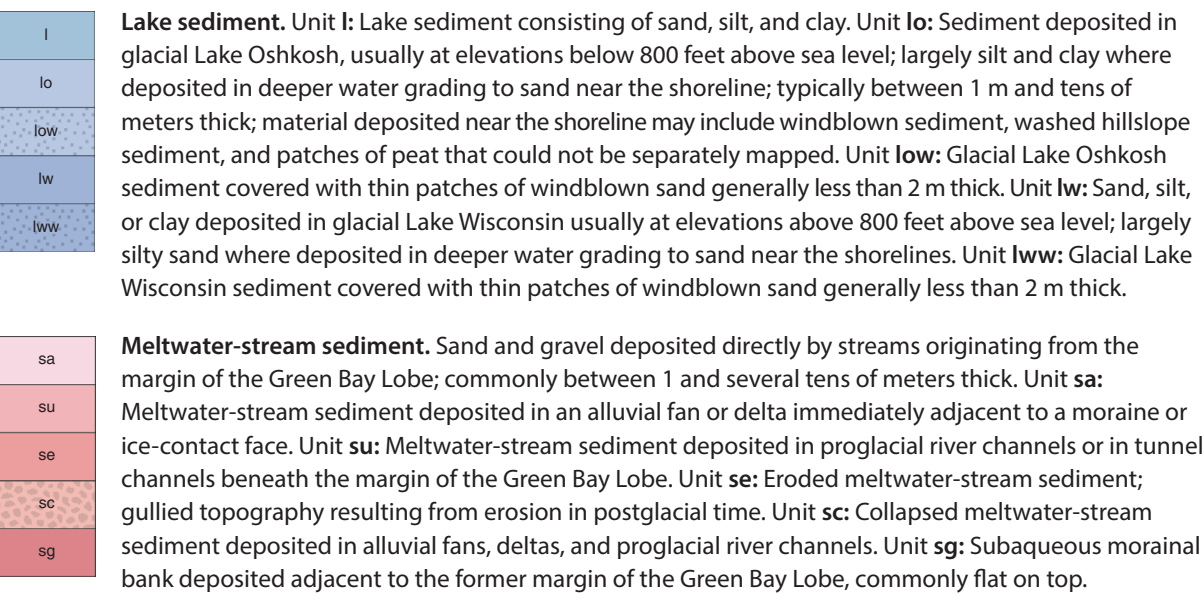 l
lo
low
lw
lww
Lake sediment. Unit l: Lake sediment consisting of sand, silt, and clay. Unit lo: Sediment deposited in
glacial Lake Oshkosh, usually at elevations below 800 feet above sea level; largely silt and clay where
deposited in deeper water grading to sand near the shoreline; typically between 1 m and tens of
meters thick; material deposited near the shoreline may include windblown sediment, washed hillslope
sediment, and patches of peat that could not be separately mapped. Unit low: Glacial Lake Oshkosh
sediment covered with thin patches of windblown sand generally less than 2 m thick. Unit lw: Sand, silt,
or clay deposited in glacial Lake Wisconsin usually at elevations above 800 feet above sea level; largely
silty sand where deposited in deeper water grading to sand near the shorelines. Unit lww: Glacial Lake
Wisconsin sediment covered with thin patches of windblown sand generally less than 2 m thick.
sa
su
se
sc
sg
Meltwater-stream sediment. Sand and gravel deposited directly by streams originating from the
margin of the Green Bay Lobe; commonly between 1 and several tens of meters thick. Unit sa:
Meltwater-stream sediment deposited in an alluvial fan or delta immediately adjacent to a moraine or
ice-contact face. Unit su: Meltwater-stream sediment deposited in proglacial river channels or in tunnel
channels beneath the margin of the Green Bay Lobe. Unit se: Eroded meltwater-stream sediment;
gullied topography resulting from erosion in postglacial time. Unit sc: Collapsed meltwater-stream
sediment deposited in alluvial fans, deltas, and proglacial river channels. Unit sg: Subaqueous morainal
bank deposited adjacent to the former margin of the Green Bay Lobe, commonly flat on top.